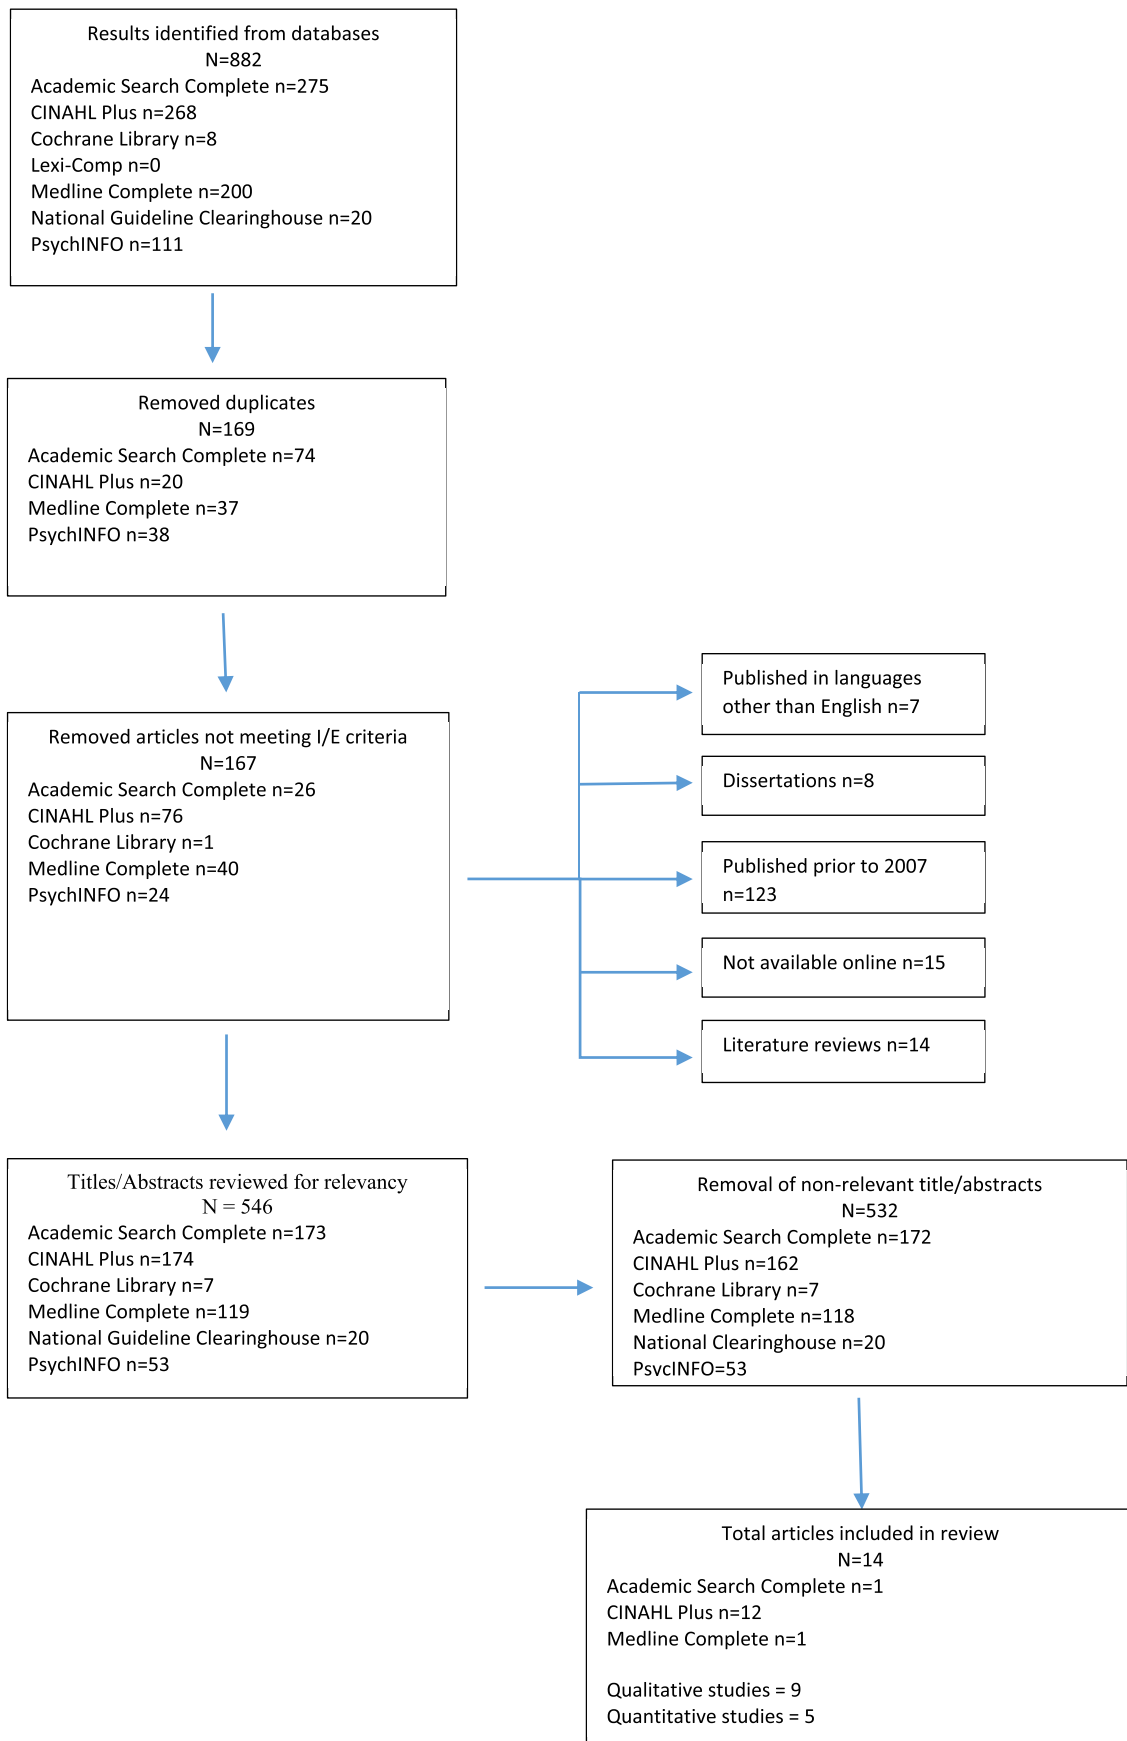 Results identified from databases
N=882
Academic Search Complete n=275
CINAHL Plus n=268
Cochrane Library n=8
Lexi-Comp n=0
Medline Complete n=200
National Guideline Clearinghouse n=20
PsychINFO n=111
Removed duplicates
N=169
Academic Search Complete n=74
CINAHL Plus n=20
Medline Complete n=37
PsychINFO n=38
Removed articles not meeting I/E criteria
N=167
Academic Search Complete n=26
CINAHL Plus n=76
Cochrane Library n=1
Medline Complete n=40
PsychINFO n=24
Published in languages
other than English n=7
Dissertations n=8
Published prior to 2007
n=123
Not available online n=15
Literature reviews n=14
Titles/Abstracts reviewed for relevancy
N = 546
Academic Search Complete n=173
CINAHL Plus n=174
Cochrane Library n=7
Medline Complete n=119
National Guideline Clearinghouse n=20
PsychINFO n=53
Removal of non-relevant title/abstracts
N=532
Academic Search Complete n=172
CINAHL Plus n=162
Cochrane Library n=7
Medline Complete n=118
National Clearinghouse n=20
PsycINFO=53
Total articles included in review
N=14
Academic Search Complete n=1
CINAHL Plus n=12
Medline Complete n=1
Qualitative studies = 9
Quantitative studies = 5